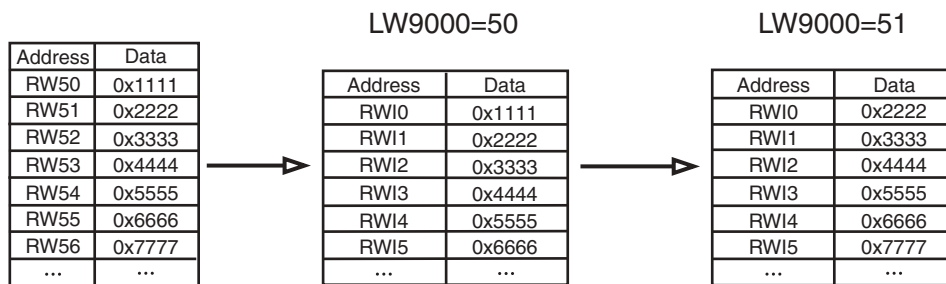 LW9000=50
LW9000=51
Address Data
RW50 0x1111
RW51 0x2222
RW52 0x3333
RW53 0x4444
RW54 0x5555
RW55 0x6666
RW56 0x7777
... ...
Address Data
RWI0 0x1111
RWI1 0x2222
RWI2 0x3333
RWI3 0x4444
RWI4 0x5555
RWI5 0x6666
... ...
Address Data
RWI0 0x2222
RWI1 0x3333
RWI2 0x4444
RWI3 0x5555
RWI4 0x6666
RWI5 0x7777
... ...